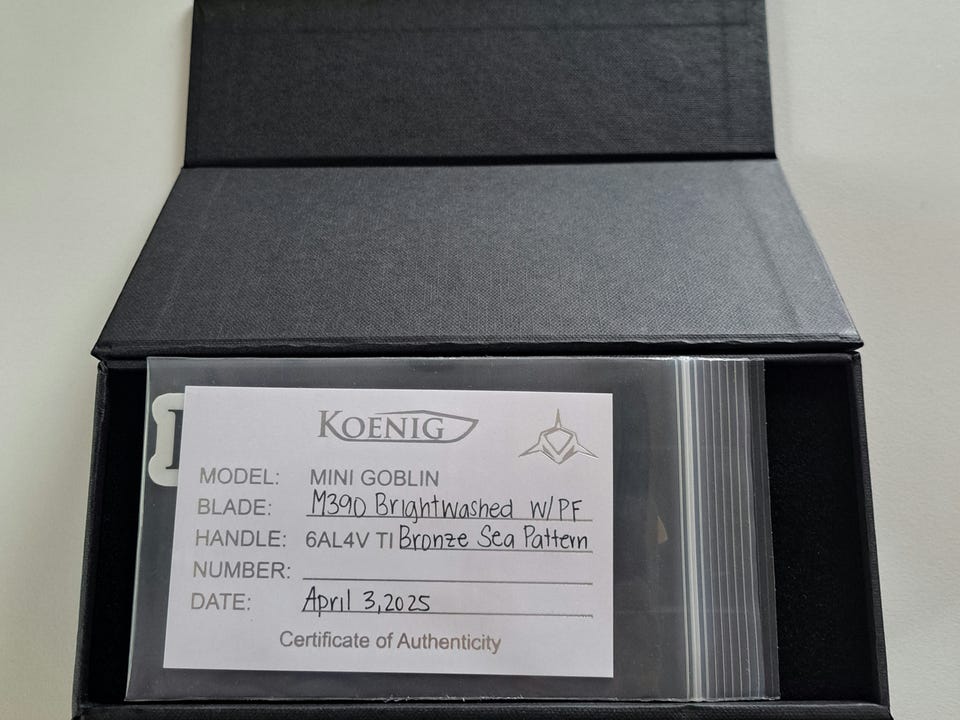 KOENIG
MODEL: MINI GOBLIN
BLADE: M390 Brightwashed w/PF
HANDLE: 6AL4V TI Bronze Sea Pattern
NUMBER:
DATE: April 3, 2025
Certificate of Authenticity